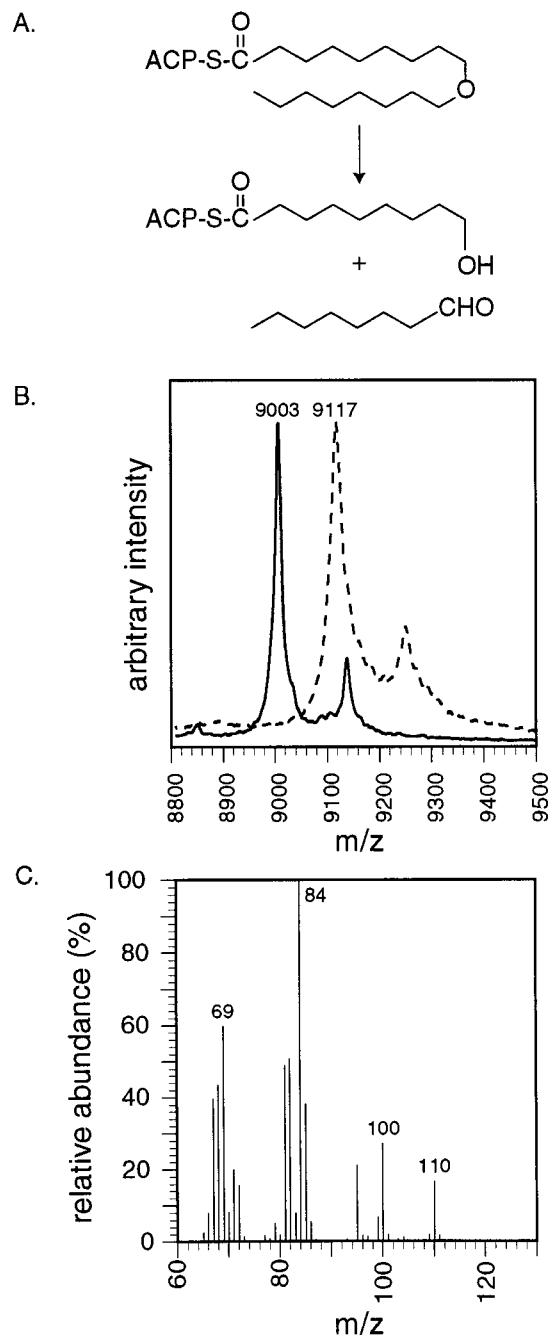 A.
O
ACP-S-C
O
O
ACP-S-C
OH
+
CHO
B.
9003 9117
arbitrary intensity
8800 8900 9000 9100 9200 9300 9400 9500
m/z
C.
100
84
80
69
60
40
100
20
110
0
relative abundance (%)
60 80 100 120
m/z